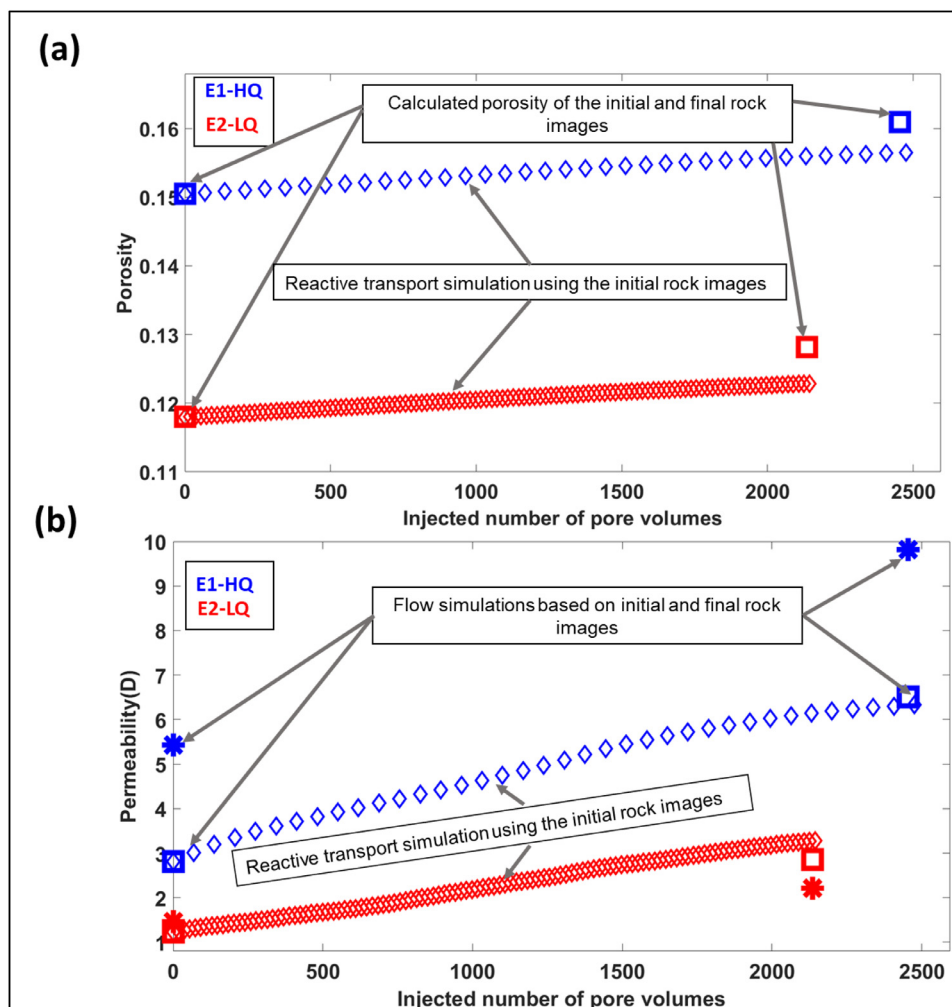 (a)
E1-HQ
E2-LQ
Calculated porosity of the initial and final rock
images
Reactive transport simulation using the initial rock images
Porosity
0.16
0.15
0.14
0.13
0.12
0.11
0
500
1000
1500
2000
2500
Injected number of pore volumes
(b)
E1-HQ
E2-LQ
Flow simulations based on initial and final rock
images
Reactive transport simulation using the initial rock images
Permeability(D)
10
9
8
7
6
5
4
3
2
1
0
500
1000
1500
2000
2500
Injected number of pore volumes